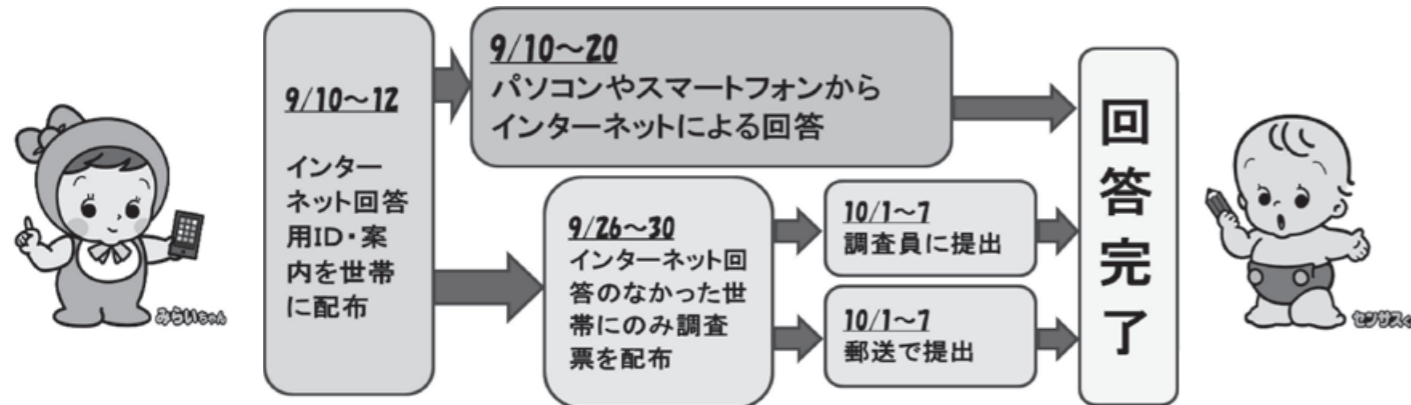 9/10～12
インター
ネット回答
用ID・案
内を世帯
に配布
9/10～20
パソコンやスマートフォンから
インターネットによる回答
9/26～30
インターネット回
答のなかった世
帯にのみ調査
票を配布
10/1～7
調査員に提出
10/1～7
郵送で提出
回答完了
みらいちゃん
センサスく